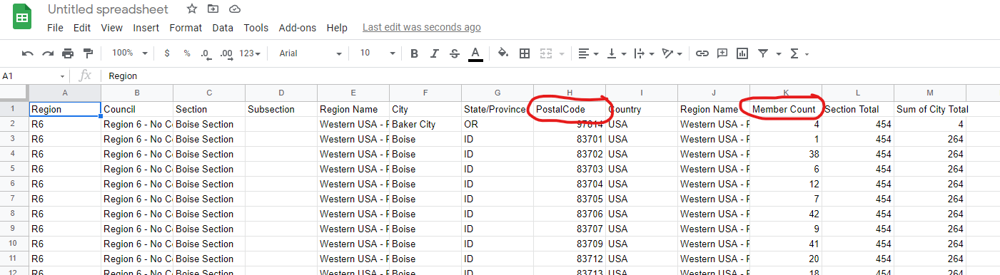 Untitled spreadsheet
File Edit View Insert Format Data Tools Add-ons Help Last edit was seconds ago
100% $ % .0 .00 123 Arial 10 B I S A Σ
A1 fx Region
A B C D E F G H I J K L M
1 Region Council Section Subsection Region Name City State/Province PostalCode Country Region Name Member Count Section Total Sum of City Total
2 R6 Region 6 - No C Boise Section Western USA - F Baker City OR 97814 USA Western USA - F 4 454 4
3 R6 Region 6 - No C Boise Section Western USA - F Boise ID 83701 USA Western USA - F 1 454 264
4 R6 Region 6 - No C Boise Section Western USA - F Boise ID 83702 USA Western USA - F 38 454 264
5 R6 Region 6 - No C Boise Section Western USA - F Boise ID 83703 USA Western USA - F 6 454 264
6 R6 Region 6 - No C Boise Section Western USA - F Boise ID 83704 USA Western USA - F 12 454 264
7 R6 Region 6 - No C Boise Section Western USA - F Boise ID 83705 USA Western USA - F 7 454 264
8 R6 Region 6 - No C Boise Section Western USA - F Boise ID 83706 USA Western USA - F 42 454 264
9 R6 Region 6 - No C Boise Section Western USA - F Boise ID 83707 USA Western USA - F 9 454 264
10 R6 Region 6 - No C Boise Section Western USA - F Boise ID 83709 USA Western USA - F 41 454 264
11 R6 Region 6 - No C Boise Section Western USA - F Boise ID 83712 USA Western USA - F 20 454 264
12 R6 Region 6 - No C Boise Section Western USA - F Boise ID 83713 USA Western USA - F 18 454 264